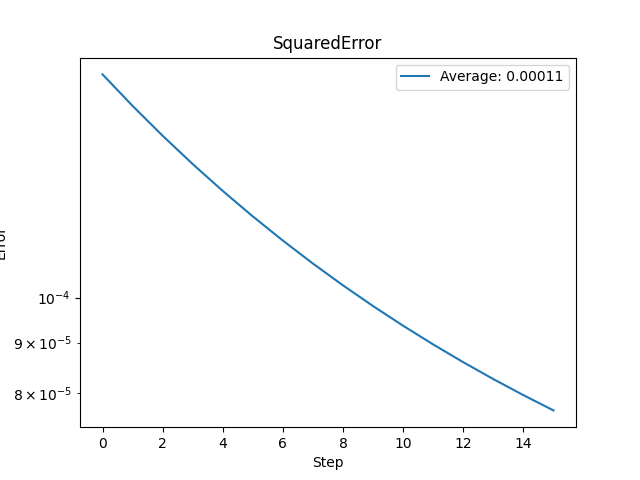 SquaredError
Average: 0.00011
Error
10⁻⁴
9 × 10⁻⁵
8 × 10⁻⁵
0 2 4 6 8 10 12 14
Step